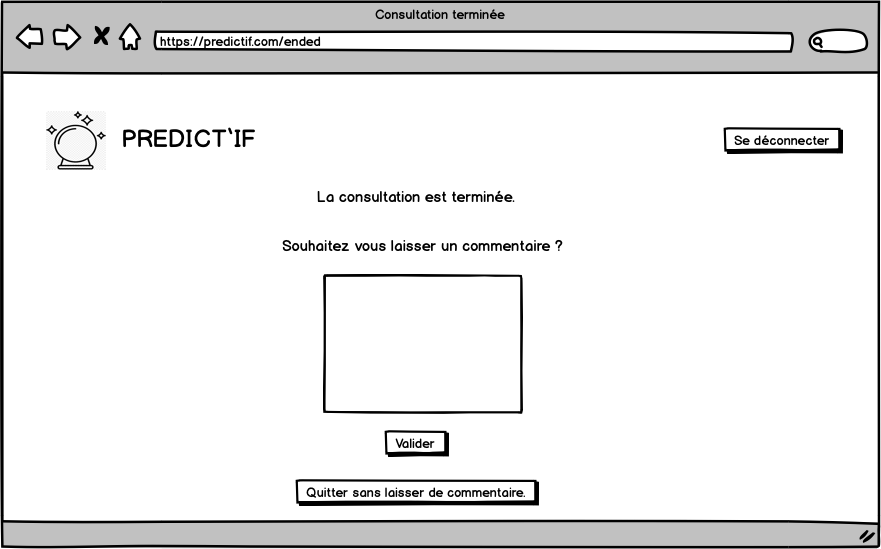 Consultation terminée
https://predictif.com/ended
PREDICT‘IF
Se déconnecter
La consultation est terminée.
Souhaitez vous laisser un commentaire ?
Valider
Quitter sans laisser de commentaire.